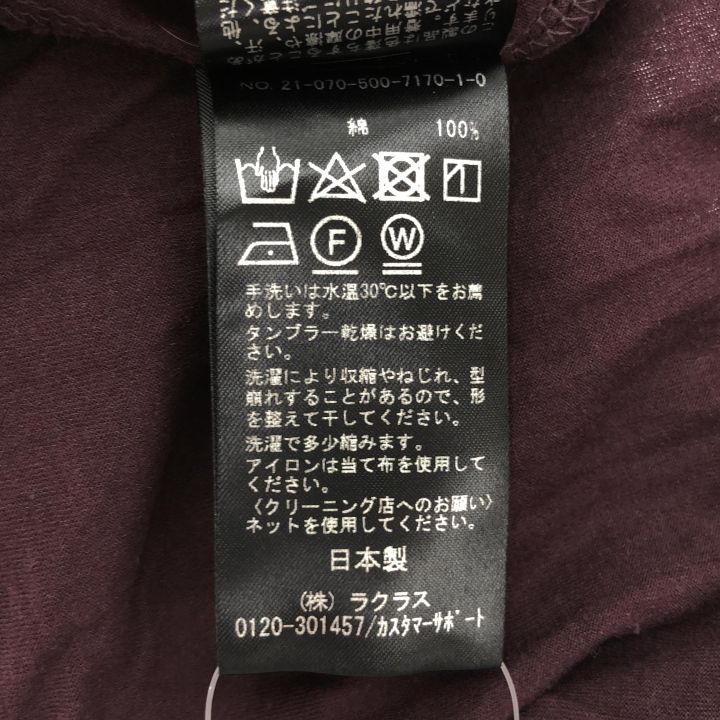 NO. 21-070-500-7170-1-0
綿 100%
F W
手洗いは水温30℃以下をお薦
めします。
タンブラー乾燥はお避けくだ
さい。
洗濯により収縮やねじれ、型
崩れすることがあるので、形
を整えて干してください。
洗濯で多少縮みます。
アイロンは当て布を使用して
ください。
〈クリーニング店へのお願い〉
ネットを使用してください。
日本製
(株) ラクラス
0120-301457/カスタマーサポート